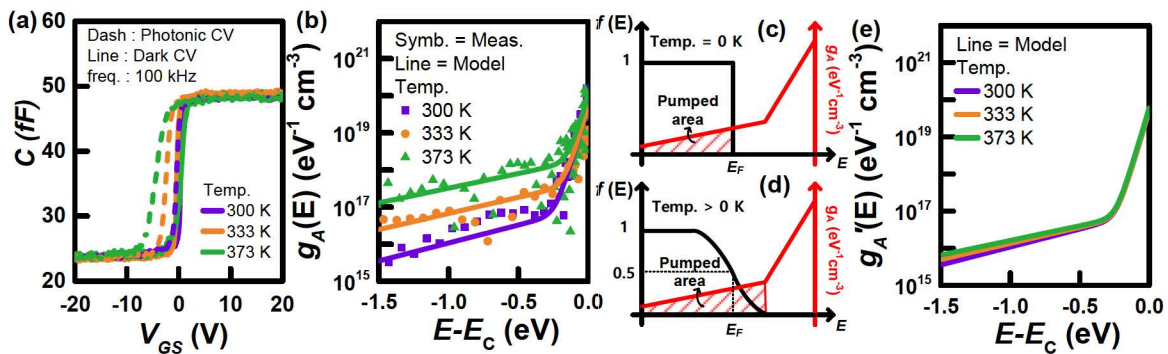 (a)
Dash : Photonic CV
Line : Dark CV
freq. : 100 kHz
60
50
40
30
20
C (fF)
Temp.
300 K
333 K
373 K
-20 -10 0 10 20
V_GS (V)
(b)
Symb. = Meas.
Line = Model
Temp.
300 K
333 K
373 K
10^21
10^19
10^17
10^15
g_A(E) (eV^-1 cm^-3)
-1.5 -1.0 -0.5 0.0
E-E_C (eV)
f (E)
Temp. = 0 K
(c)
1
Pumped
area
E_F
E
g_A (eV^-1cm^-3)
f (E)
Temp. > 0 K
(d)
1
0.5
Pumped
area
E_F
E
g_A (eV^-1cm^-3)
(e)
Line = Model
Temp.
300 K
333 K
373 K
10^21
10^19
10^17
10^15
g_A'(E) (eV^-1 cm^-3)
-1.5 -1.0 -0.5 0.0
E-E_C (eV)